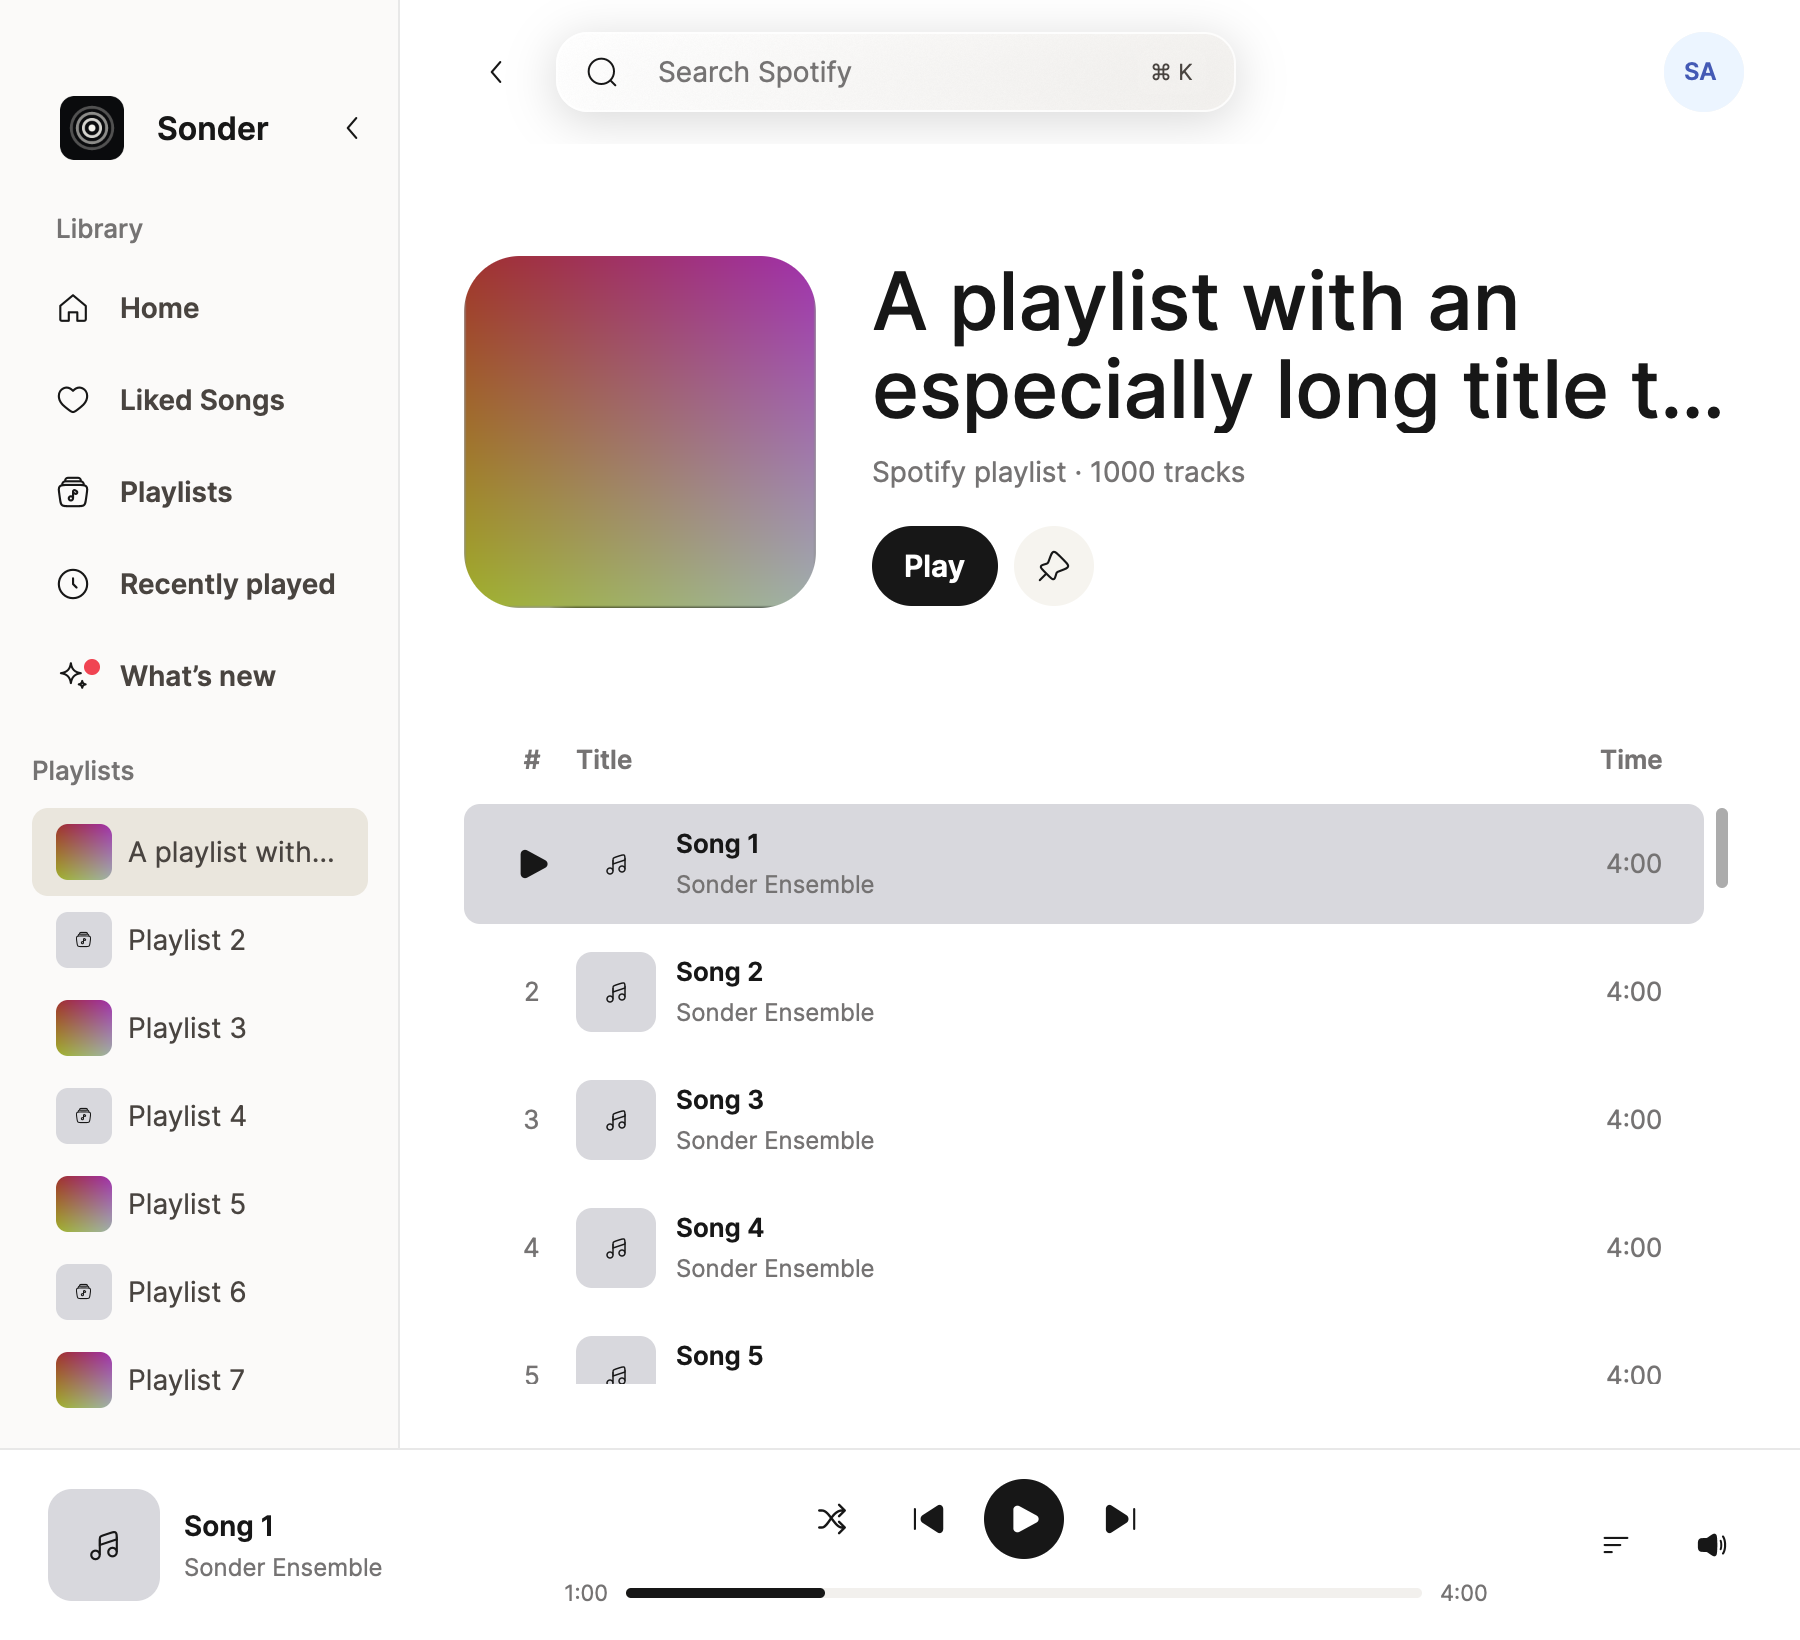 Sonder
Library
Home
Liked Songs
Playlists
Recently played
What’s new
Playlists
A playlist with...
Playlist 2
Playlist 3
Playlist 4
Playlist 5
Playlist 6
Playlist 7
Search Spotify ⌘ K
SA
A playlist with an
especially long title t...
Spotify playlist · 1000 tracks
Play
# Title Time
Song 1
Sonder Ensemble
4:00
2
Song 2
Sonder Ensemble
4:00
3
Song 3
Sonder Ensemble
4:00
4
Song 4
Sonder Ensemble
4:00
5
Song 5
4:00
Song 1
Sonder Ensemble
1:00
4:00